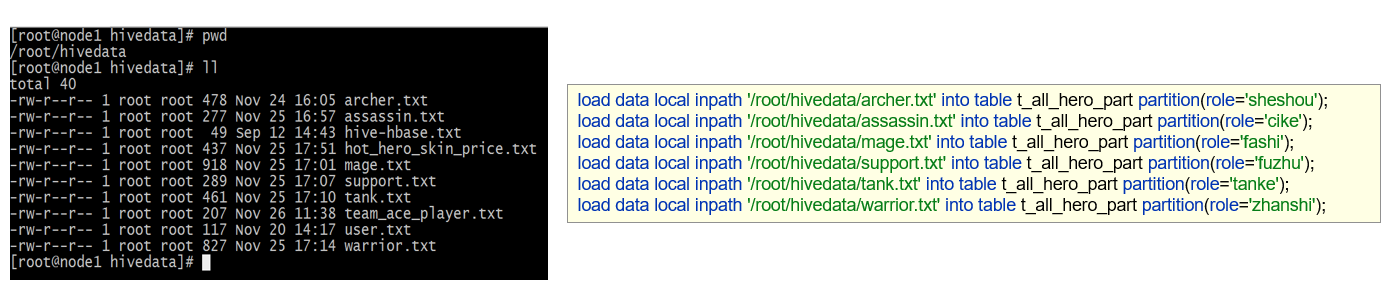 [root@node1 hivedata]# pwd
/root/hivedata
[root@node1 hivedata]# ll
total 40
-rw-r--r-- 1 root root 478 Nov 24 16:05 archer.txt
-rw-r--r-- 1 root root 277 Nov 25 16:57 assassin.txt
-rw-r--r-- 1 root root  49 Sep 12 14:43 hive-hbase.txt
-rw-r--r-- 1 root root 437 Nov 25 17:51 hot_hero_skin_price.txt
-rw-r--r-- 1 root root 918 Nov 25 17:01 mage.txt
-rw-r--r-- 1 root root 289 Nov 25 17:07 support.txt
-rw-r--r-- 1 root root 461 Nov 25 17:10 tank.txt
-rw-r--r-- 1 root root 207 Nov 26 11:38 team_ace_player.txt
-rw-r--r-- 1 root root 117 Nov 20 14:17 user.txt
-rw-r--r-- 1 root root 827 Nov 25 17:14 warrior.txt
[root@node1 hivedata]#
load data local inpath '/root/hivedata/archer.txt' into table t_all_hero_part partition(role='sheshou');
load data local inpath '/root/hivedata/assassin.txt' into table t_all_hero_part partition(role='cike');
load data local inpath '/root/hivedata/mage.txt' into table t_all_hero_part partition(role='fashi');
load data local inpath '/root/hivedata/support.txt' into table t_all_hero_part partition(role='fuzhu');
load data local inpath '/root/hivedata/tank.txt' into table t_all_hero_part partition(role='tanke');
load data local inpath '/root/hivedata/warrior.txt' into table t_all_hero_part partition(role='zhanshi');